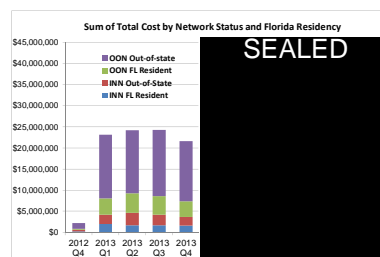 Sum of Total Cost by Network Status and Florida Residency
SEALED
$45,000,000
$40,000,000
$35,000,000
$30,000,000
$25,000,000
$20,000,000
$15,000,000
$10,000,000
$5,000,000
$0
OON Out-of-state
OON FL Resident
INN Out-of-State
INN FL Resident
2012 2013 2013 2013 2013
Q4 Q1 Q2 Q3 Q4